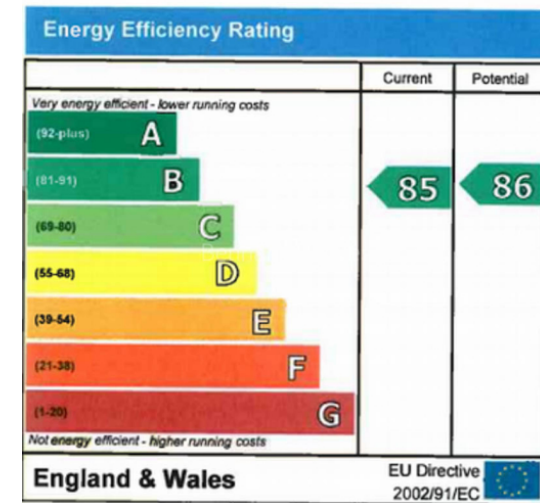 Energy Efficiency Rating
Current Potential
Very energy efficient - lower running costs
(92-plus) A
(81-91) B
85 86
(69-80) C
(55-68) D
(39-54) E
(21-38) F
(1-20) G
Not energy efficient - higher running costs
England & Wales
EU Directive
2002/91/EC